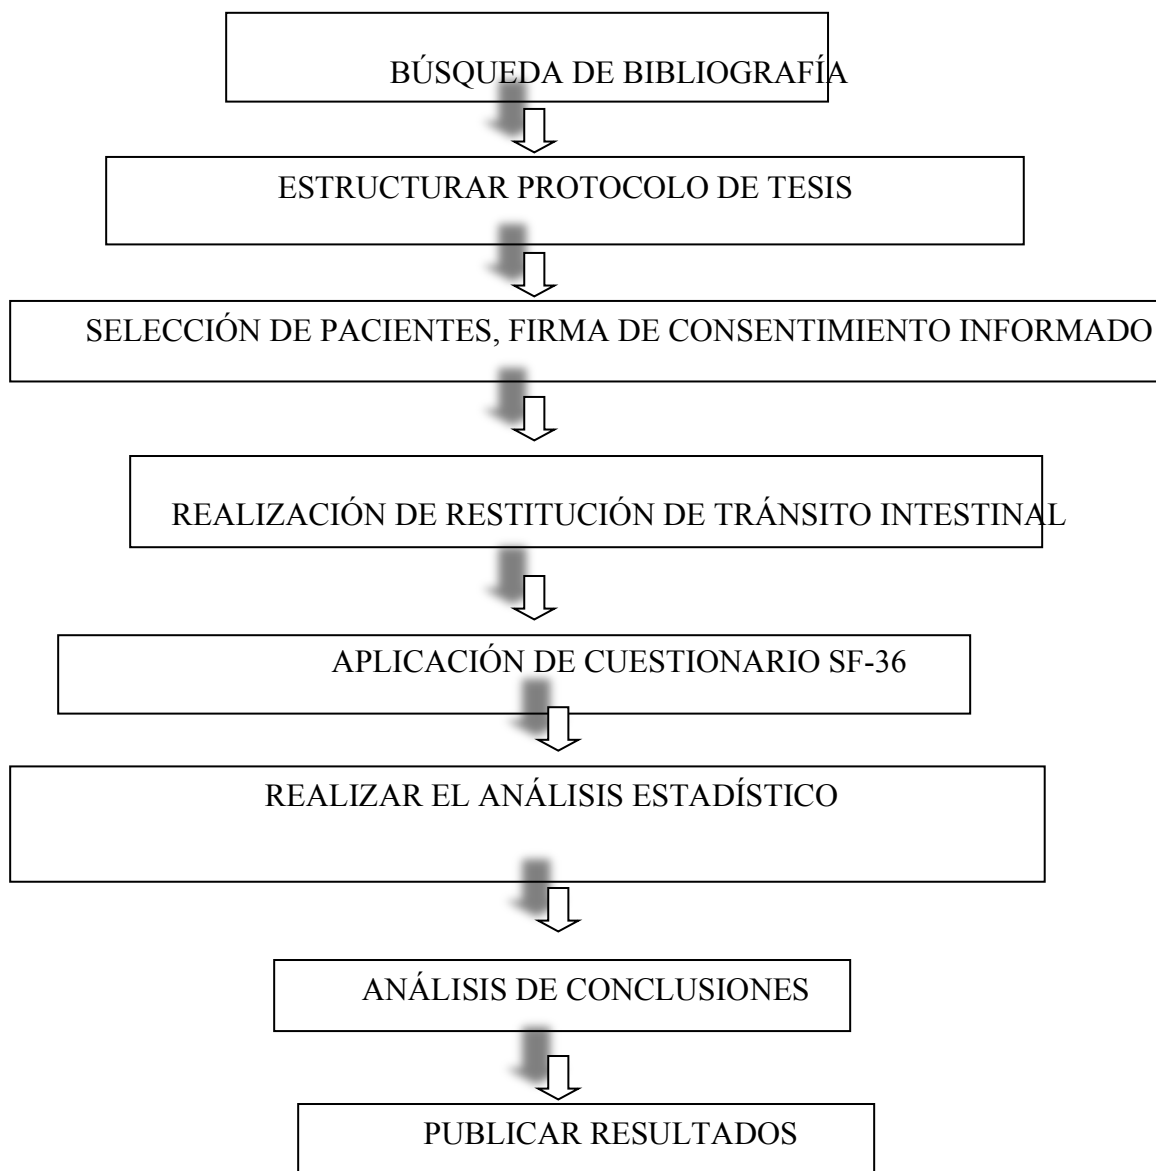 BÚSQUEDA DE BIBLIOGRAFÍA
ESTRUCTURAR PROTOCOLO DE TESIS
SELECCIÓN DE PACIENTES, FIRMA DE CONSENTIMIENTO INFORMADO
REALIZACIÓN DE RESTITUCIÓN DE TRÁNSITO INTESTINAL
APLICACIÓN DE CUESTIONARIO SF-36
REALIZAR EL ANÁLISIS ESTADÍSTICO
ANÁLISIS DE CONCLUSIONES
PUBLICAR RESULTADOS